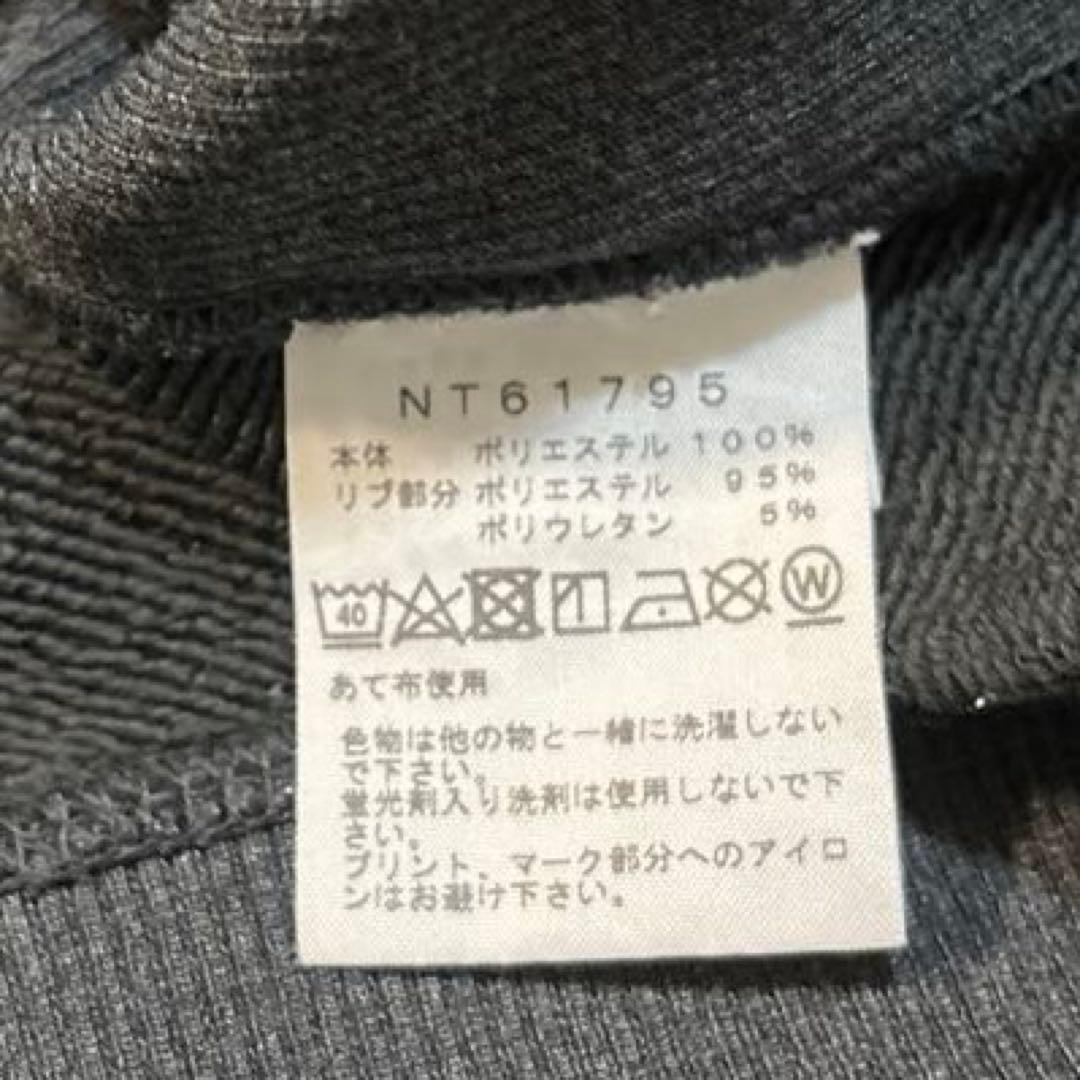 NT61795
本体 ポリエステル 100%
リブ部分 ポリエステル 95%
ポリウレタン 5%
40 W
あて布使用
色物は他の物と一緒に洗濯しない
で下さい。
蛍光剤入り洗剤は使用しないで下
さい。
プリント、マーク部分へのアイロ
ンはお避け下さい。